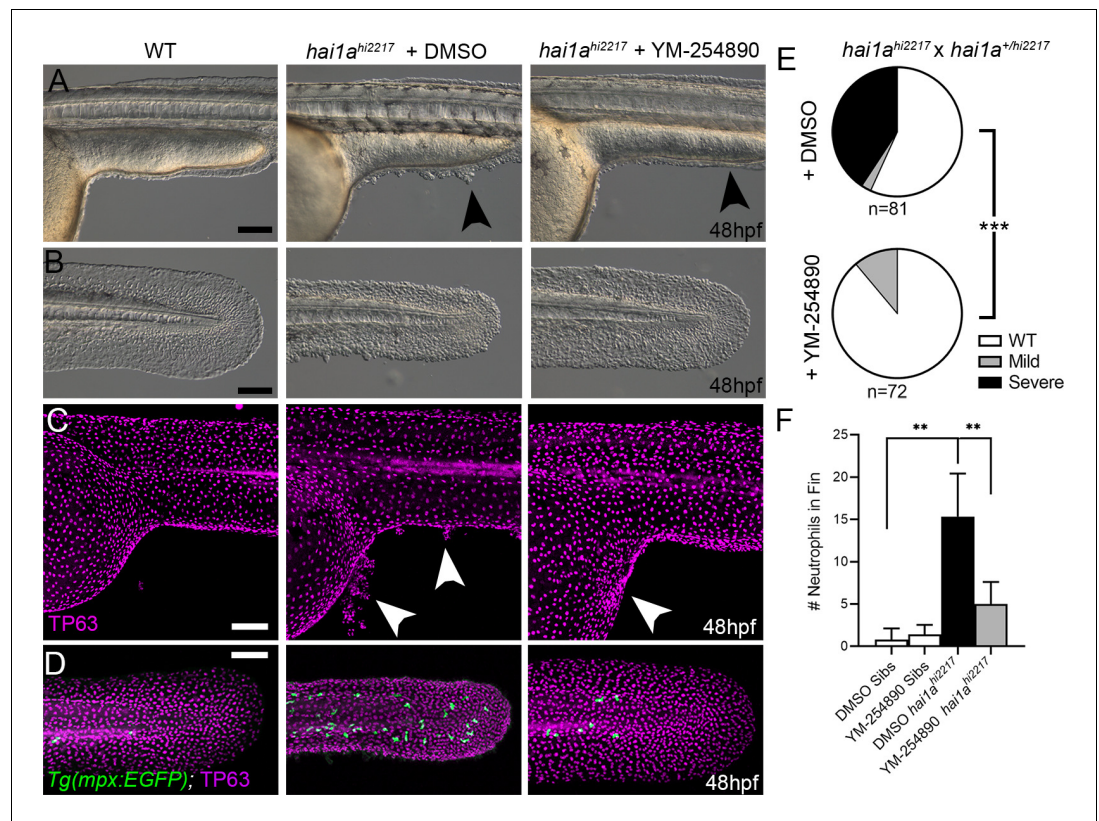 WT
hai1a^hi2217 + DMSO
hai1a^hi2217 + YM-254890
A
48hpf
B
48hpf
C
TP63
48hpf
D
Tg(mpx:EGFP); TP63
48hpf
E
hai1a^hi2217 x hai1a^+/hi2217
+ DMSO
n=81
***
+ YM-254890
n=72
WT
Mild
Severe
F
# Neutrophils in Fin
25
20
15
10
5
0
**
**
DMSO Sibs
YM-254890 Sibs
DMSO hai1a^hi2217
YM-254890 hai1a^hi2217